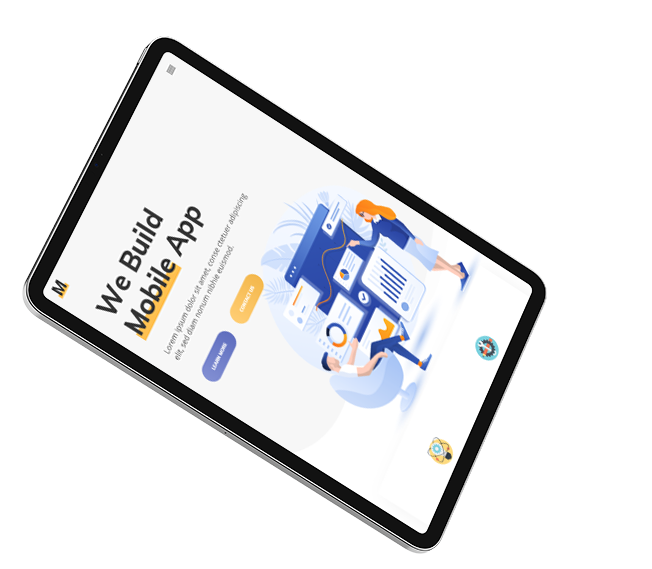 M
We Build
Mobile App
Lorem ipsum dolor sit amet, conse ctetuer adipiscing
elit, sed diam nonum nibhie euismod.
LEARN MORE
CONTACT US